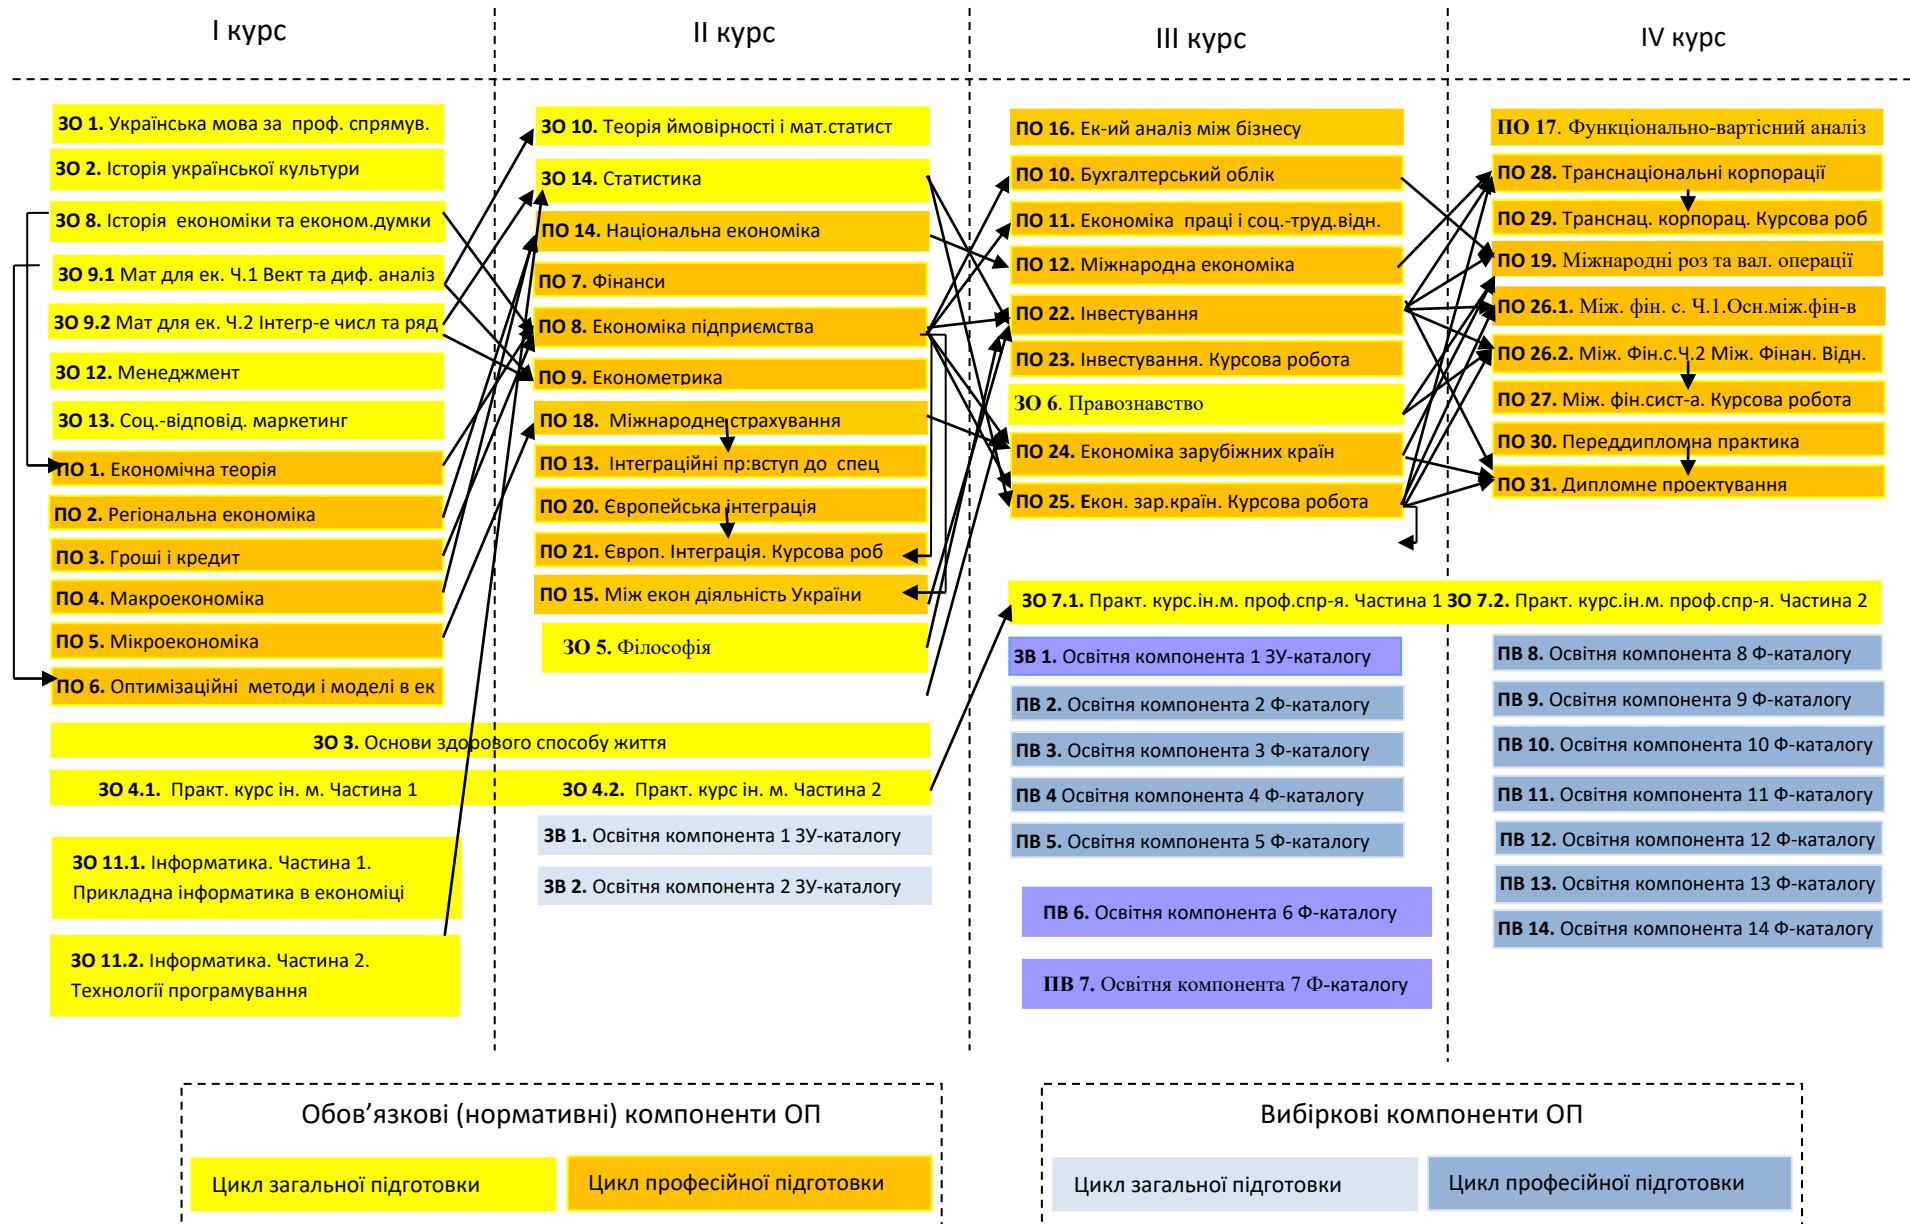 І курс
ІІ курс
ІІІ курс
IV курс
ЗО 1. Українська мова за проф. спрямув.
ЗО 2. Історія української культури
ЗО 8. Історія економіки та економ.думки
ЗО 9.1 Мат для ек. Ч.1 Вект та диф. аналіз
ЗО 9.2 Мат для ек. Ч.2 Інтегр-е числ та ряд
ЗО 12. Менеджмент
ЗО 13. Соц.-відповід. маркетинг
ПО 1. Економічна теорія
ПО 2. Регіональна економіка
ПО 3. Гроші і кредит
ПО 4. Макроекономіка
ПО 5. Мікроекономіка
ПО 6. Оптимізаційні методи і моделі в ек
ЗО 3. Основи здорового способу життя
ЗО 4.1. Практ. курс ін. м. Частина 1
ЗО 11.1. Інформатика. Частина 1.
Прикладна інформатика в економіці
ЗО 11.2. Інформатика. Частина 2.
Технології програмування
ЗО 10. Теорія ймовірності і мат.статист
ЗО 14. Статистика
ПО 14. Національна економіка
ПО 7. Фінанси
ПО 8. Економіка підприємства
ПО 9. Економетрика
ПО 18. Міжнародне страхування
ПО 13. Інтеграційні пр:вступ до спец
ПО 20. Європейська інтеграція
ПО 21. Європ. Інтеграція. Курсова роб
ПО 15. Між екон діяльність України
ЗО 5. Філософія
ЗО 4.2. Практ. курс ін. м. Частина 2
ЗВ 1. Освітня компонента 1 ЗУ-каталогу
ЗВ 2. Освітня компонента 2 ЗУ-каталогу
ПО 16. Ек-ий аналіз між бізнесу
ПО 10. Бухгалтерський облік
ПО 11. Економіка праці і соц.-труд.відн.
ПО 12. Міжнародна економіка
ПО 22. Інвестування
ПО 23. Інвестування. Курсова робота
ЗО 6. Правознавство
ПО 24. Економіка зарубіжних країн
ПО 25. Екон. зар.країн. Курсова робота
ЗО 7.1. Практ. курс.ін.м. проф.спр-я. Частина 1
ЗВ 1. Освітня компонента 1 ЗУ-каталогу
ПВ 2. Освітня компонента 2 Ф-каталогу
ПВ 3. Освітня компонента 3 Ф-каталогу
ПВ 4 Освітня компонента 4 Ф-каталогу
ПВ 5. Освітня компонента 5 Ф-каталогу
ПВ 6. Освітня компонента 6 Ф-каталогу
ПВ 7. Освітня компонента 7 Ф-каталогу
ПО 17. Функціонально-вартісний аналіз
ПО 28. Транснаціональні корпорації
ПО 29. Транснац. корпорац. Курсова роб
ПО 19. Міжнародні роз та вал. операції
ПО 26.1. Між. фін. с. Ч.1.Осн.між.фін-в
ПО 26.2. Між. Фін.с.Ч.2 Між. Фінан. Відн.
ПО 27. Між. фін.сист-а. Курсова робота
ПО 30. Переддипломна практика
ПО 31. Дипломне проектування
ЗО 7.2. Практ. курс.ін.м. проф.спр-я. Частина 2
ПВ 8. Освітня компонента 8 Ф-каталогу
ПВ 9. Освітня компонента 9 Ф-каталогу
ПВ 10. Освітня компонента 10 Ф-каталогу
ПВ 11. Освітня компонента 11 Ф-каталогу
ПВ 12. Освітня компонента 12 Ф-каталогу
ПВ 13. Освітня компонента 13 Ф-каталогу
ПВ 14. Освітня компонента 14 Ф-каталогу
Обов’язкові (нормативні) компоненти ОП
Цикл загальної підготовки
Цикл професійної підготовки
Вибіркові компоненти ОП
Цикл загальної підготовки
Цикл професійної підготовки